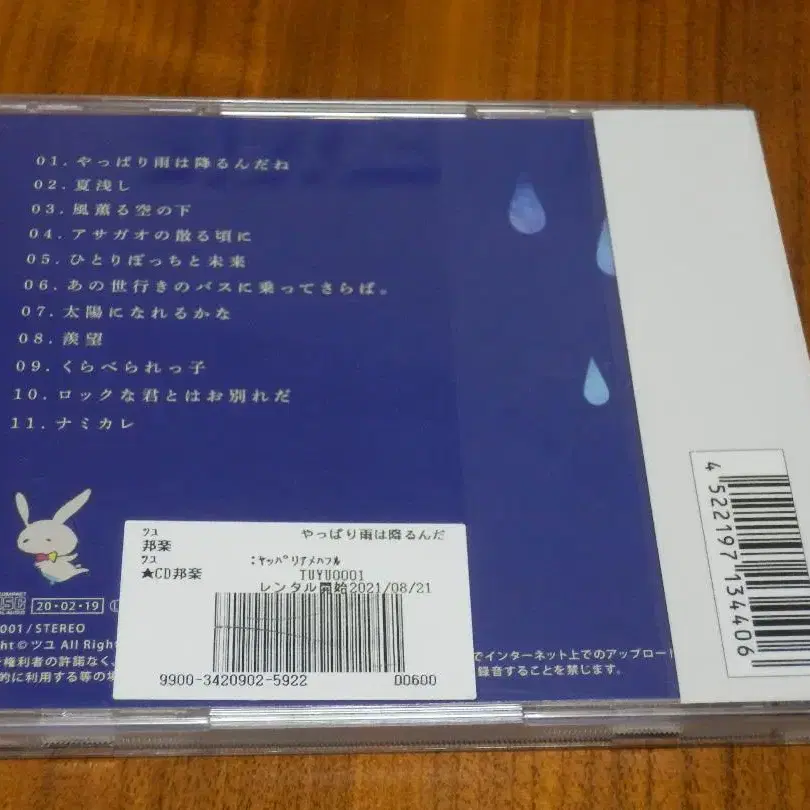 01.やっぱり雨は降るんだね
02.夏浅し
03.風薫る空の下
04.アサガオの散る頃に
05.ひとりぼっちと未来
06.あの世行きのバスに乗ってさらば。
07.太陽になれるかな
08.羨望
09.くらべられっ子
10.ロックな君とはお別れだ
11.ナミカレ
ツユ
やっぱり雨は降るんだ
邦楽
ツユ
:ヤッパリアメハフル
★CD邦楽
TUYU0001
レンタル開始2021/08/21
9900-3420902-5922
00600
20・02・19
001/STEREO
ht © ツユ All Righ
権利者の許諾なく、
でインターネット上でのアップロー
的に利用する等の
録音することを禁じます。
4522197134406